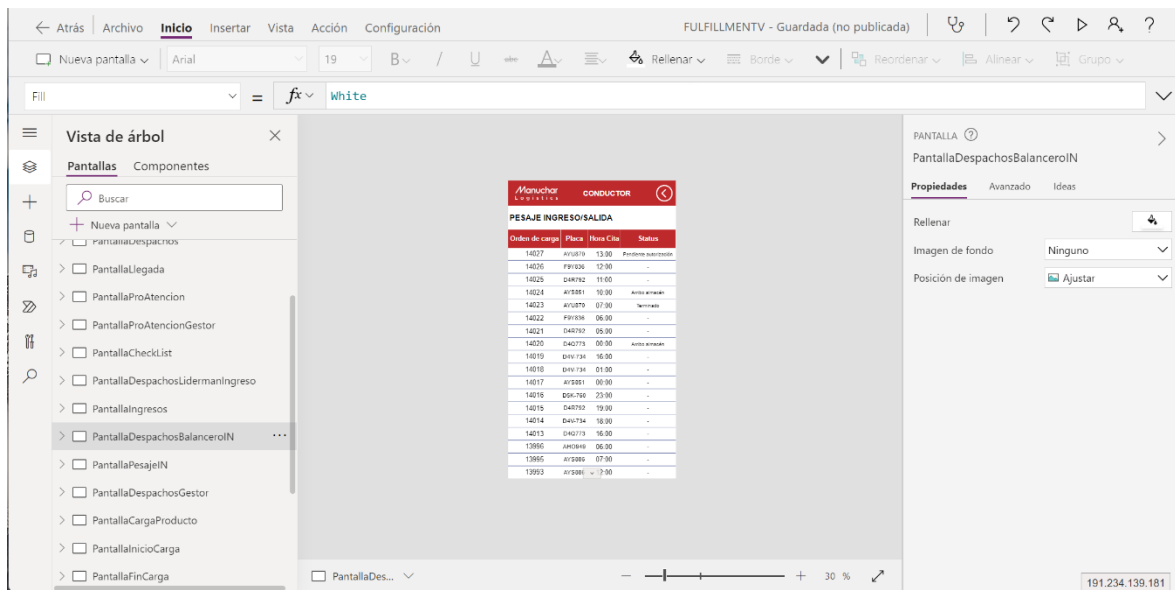 Atrás Archivo Inicio Insertar Vista Acción Configuración FULFILLMENTV - Guardada (no publicada)
Nueva pantalla Arial 19 B / U abc A Rellenar Borde Reordenar Alinear Grupo
Fill = fx White
Vista de árbol
Pantallas Componentes
Buscar
Nueva pantalla
PantallaDespachos
PantallaLlegada
PantallaProAtencion
PantallaProAtencionGestor
PantallaCheckList
PantallaDespachosLidermanIngreso
PantallaIngresos
PantallaDespachosBalanceroIN ...
PantallaPesajeIN
PantallaDespachosGestor
PantallaCargaProducto
PantallaInicioCarga
PantallaFinCarga
Manuchar
Logistics
CONDUCTOR
PESAJE INGRESO/SALIDA
Orden de carga Placa Hora Cita Status
14027 AYU870 13:00 Pendiente autorización
14026 F9Y836 12:00 -
14025 D4R792 11:00 -
14024 AYS851 10:00 Arribo almacén
14023 AYU870 07:00 Terminado
14022 F9Y836 06:00 -
14021 D4R792 05:00 -
14020 D4Q773 00:00 Arribo almacén
14019 D4V-734 16:00 -
14018 D4V-734 01:00 -
14017 AYS851 00:00 -
14016 D5K-760 23:00 -
14015 D4R792 19:00 -
14014 D4V-734 18:00 -
14013 D4Q773 16:00 -
13996 06:00 -
13995 AYS886 07:00 -
13993 -
PantallaDes...
30 %
PANTALLA
PantallaDespachosBalanceroIN
Propiedades Avanzado Ideas
Rellenar
Imagen de fondo Ninguno
Posición de imagen Ajustar
191.234.139.181